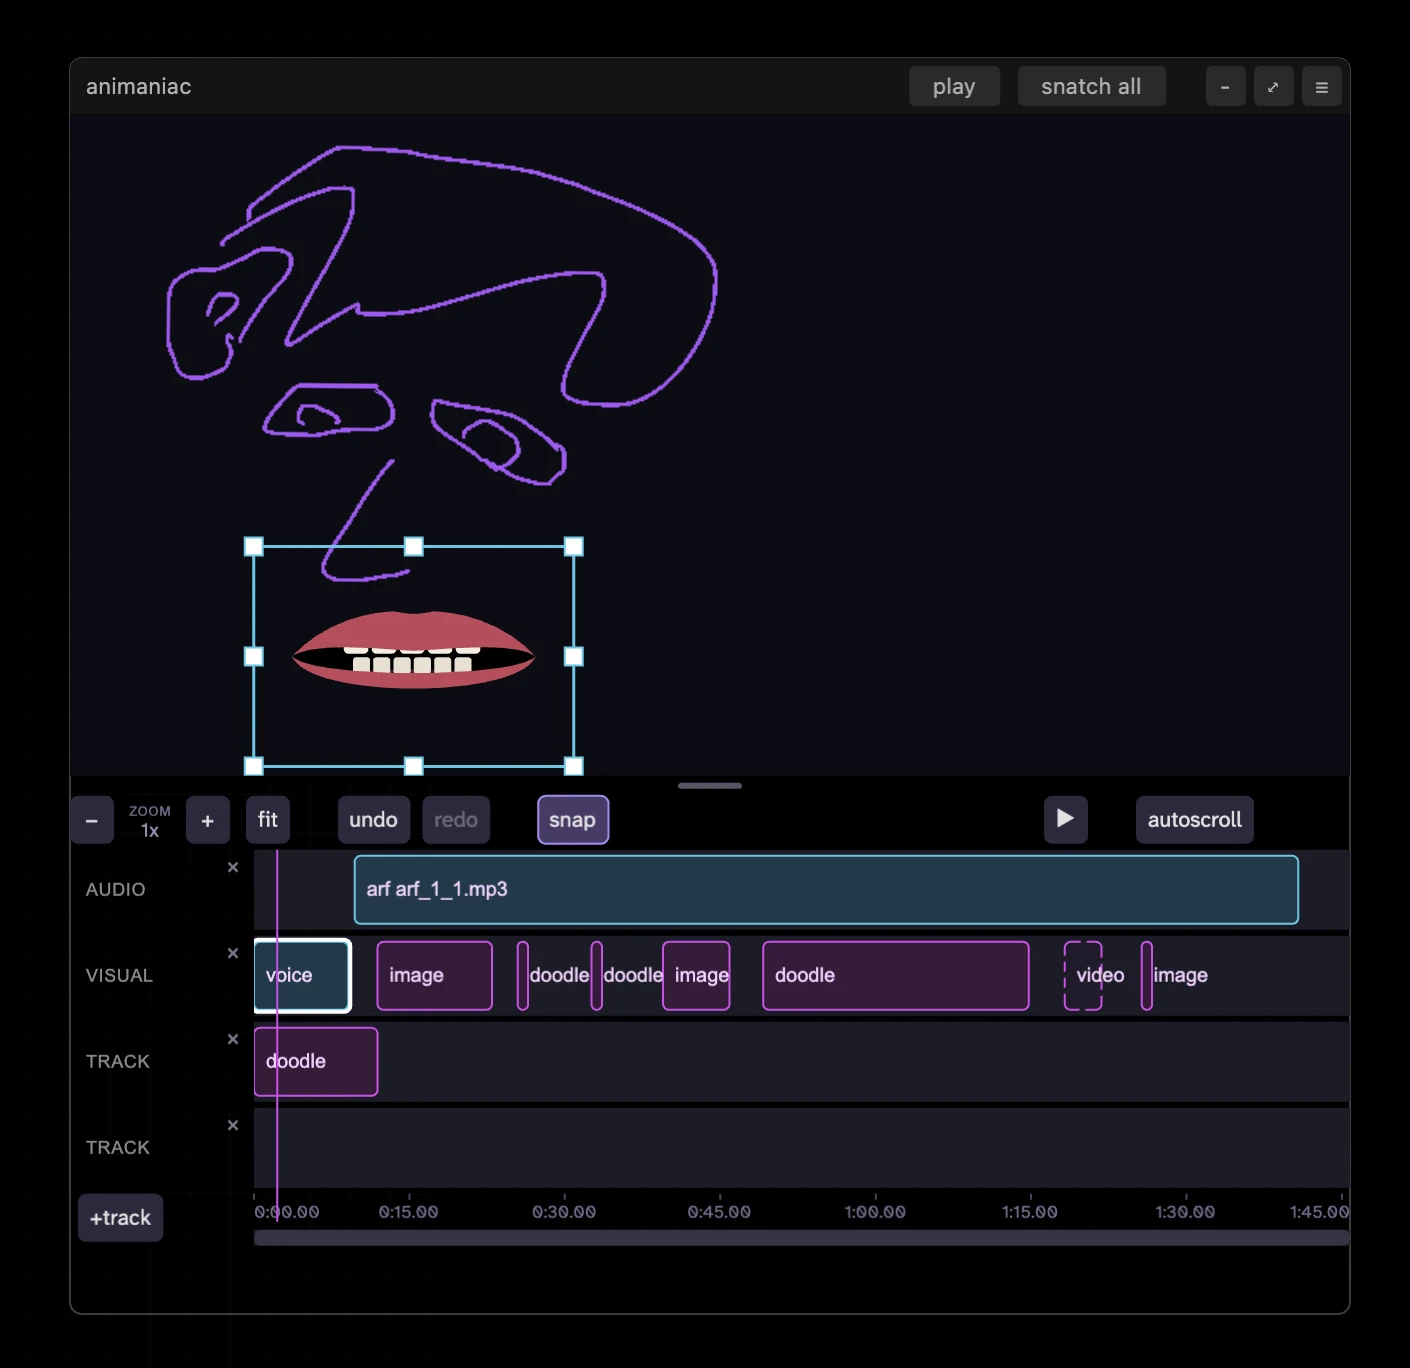 animaniac play snatch all - ≡
− ZOOM 1x + fit undo redo snap ▶ autoscroll
AUDIO × arf arf_1_1.mp3
VISUAL × voice image doodle doodle image doodle video image
TRACK × doodle
TRACK ×
+track 0:00.00 0:15.00 0:30.00 0:45.00 1:00.00 1:15.00 1:30.00 1:45.00